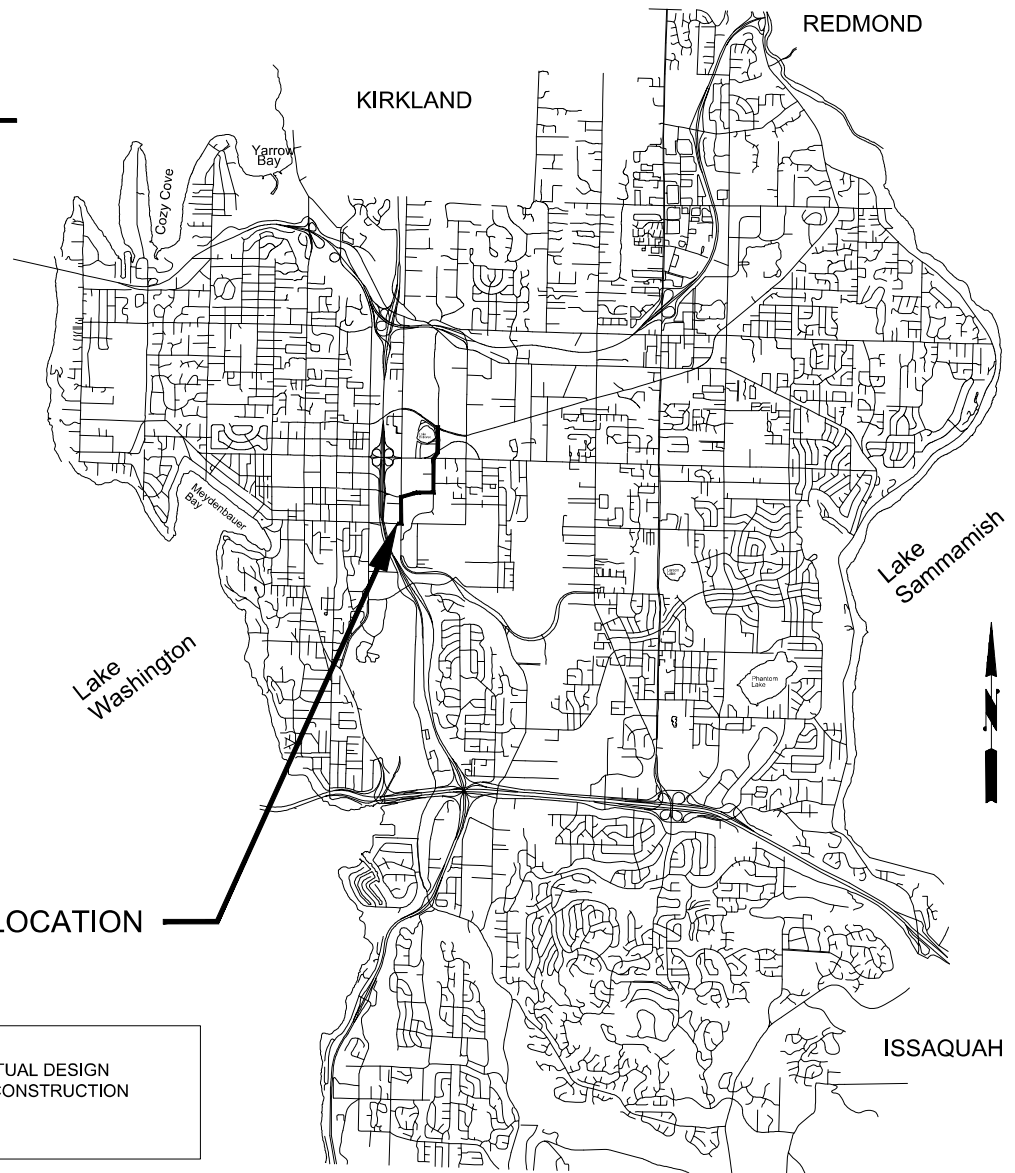 REDMOND
KIRKLAND
Yarrow
Bay
Cozy Cove
Meydenbauer
Bay
Lake
Sammamish
Lake
Washington
Phantom
Lake
N
LOCATION
ISSAQUAH
TUAL DESIGN
CONSTRUCTION